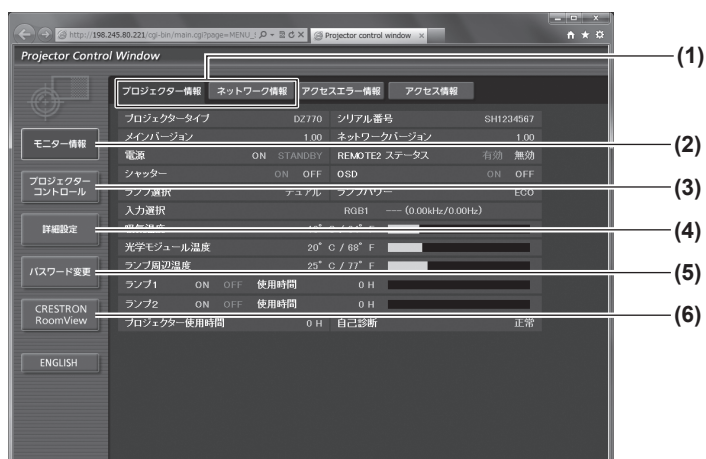 http://198.245.80.221/cgi-bin/main.cgi?page=MENU_
Projector control window
Projector Control Window
(1)
プロジェクター情報 ネットワーク情報 アクセスエラー情報 アクセス情報
プロジェクタータイプ DZ770 シリアル番号 SH1234567
メインバージョン 1.00 ネットワークバージョン 1.00
電源 ON STANDBY REMOTE2 ステータス 有効 無効
シャッター ON OFF OSD ON OFF
ランプ選択 デュアル ランプパワー ECO
入力選択 RGB1 --- (0.00kHz/0.00Hz)
光学モジュール温度 20° C / 68° F
ランプ周辺温度 25° C / 77° F
ランプ1 ON OFF 使用時間 0 H
ランプ2 ON OFF 使用時間 0 H
プロジェクター使用時間 0 H 自己診断 正常
モニター情報
(2)
プロジェクター
コントロール
(3)
詳細設定
(4)
パスワード変更
(5)
CRESTRON
RoomView
(6)
ENGLISH